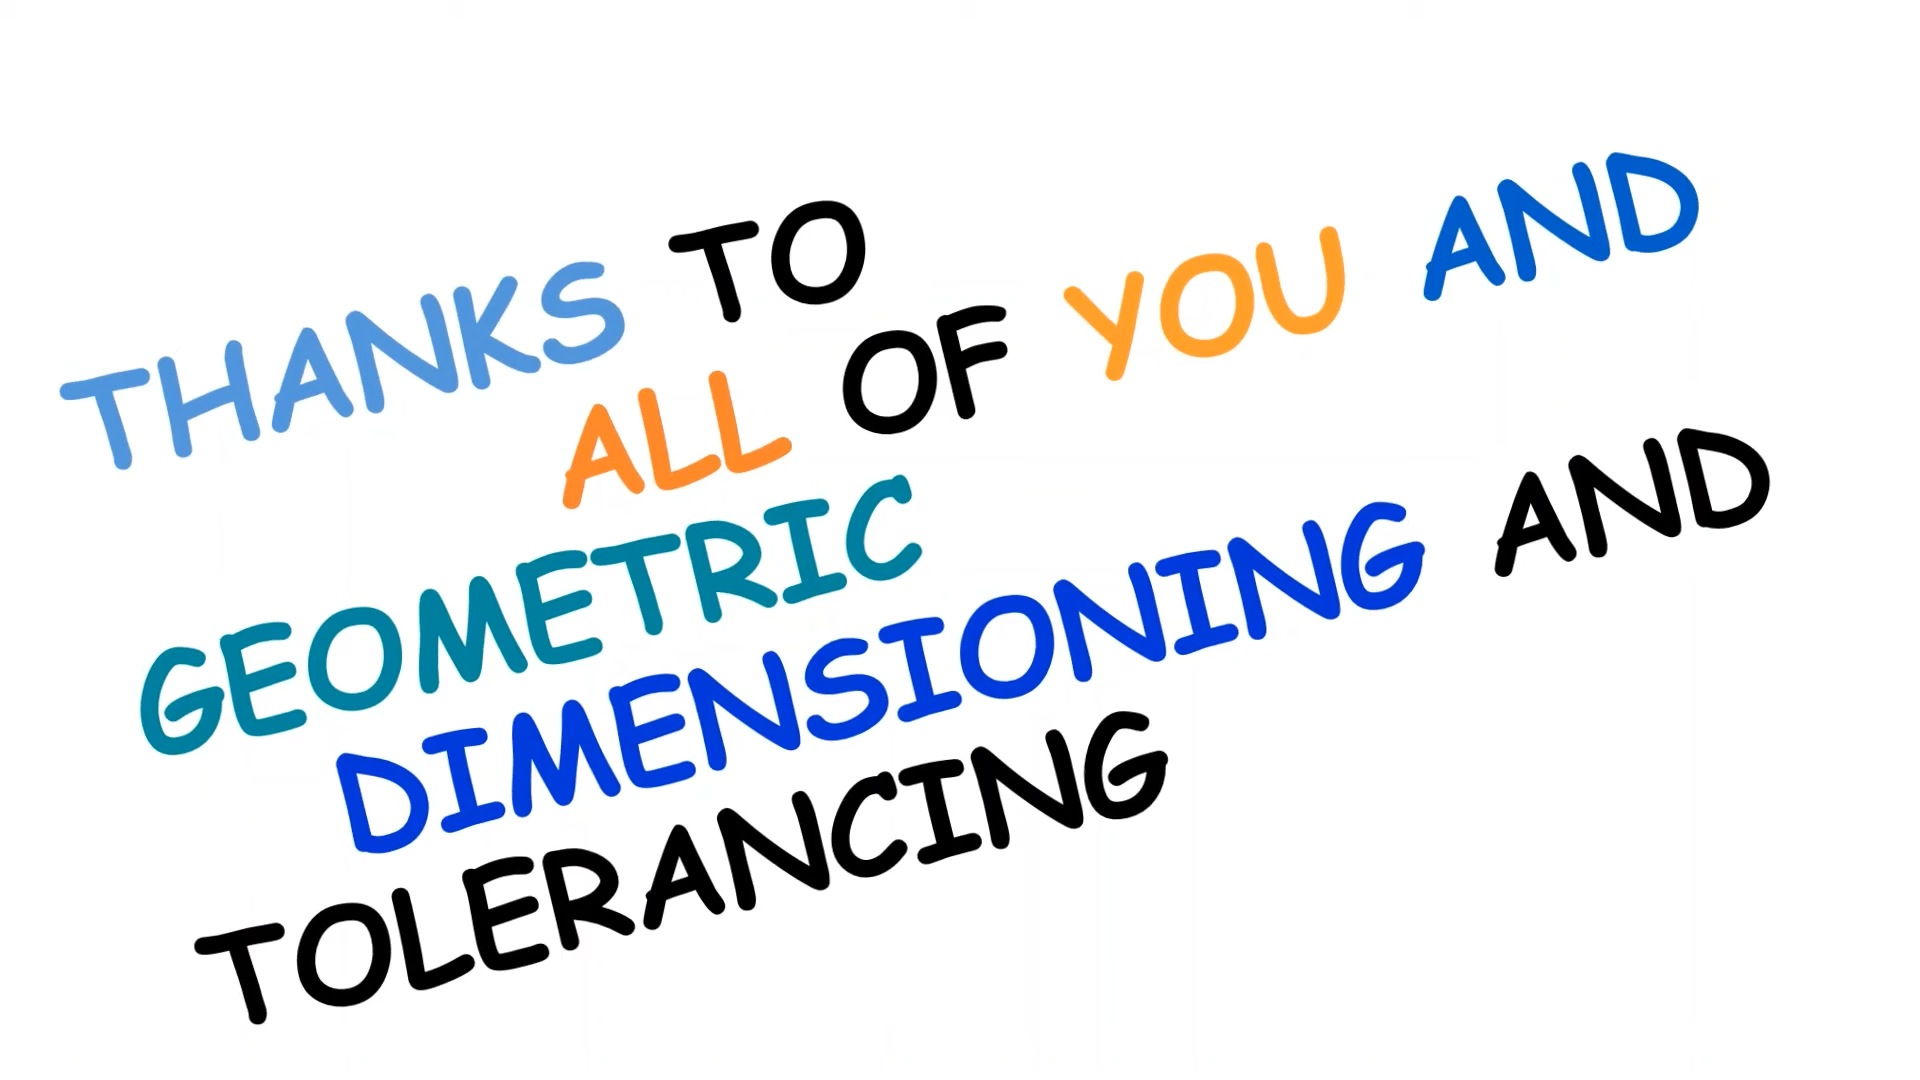 THANKS TO
ALL OF YOU AND
GEOMETRIC
DIMENSIONING AND
TOLERANCING